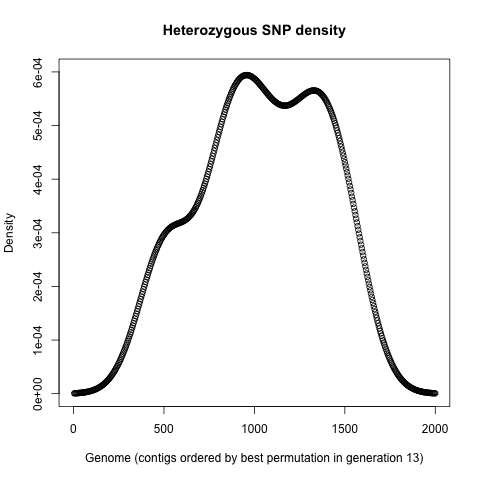 Heterozygous SNP density
6e-04
5e-04
4e-04
3e-04
2e-04
1e-04
0e+00
Density
0 500 1000 1500 2000
Genome (contigs ordered by best permutation in generation 13)